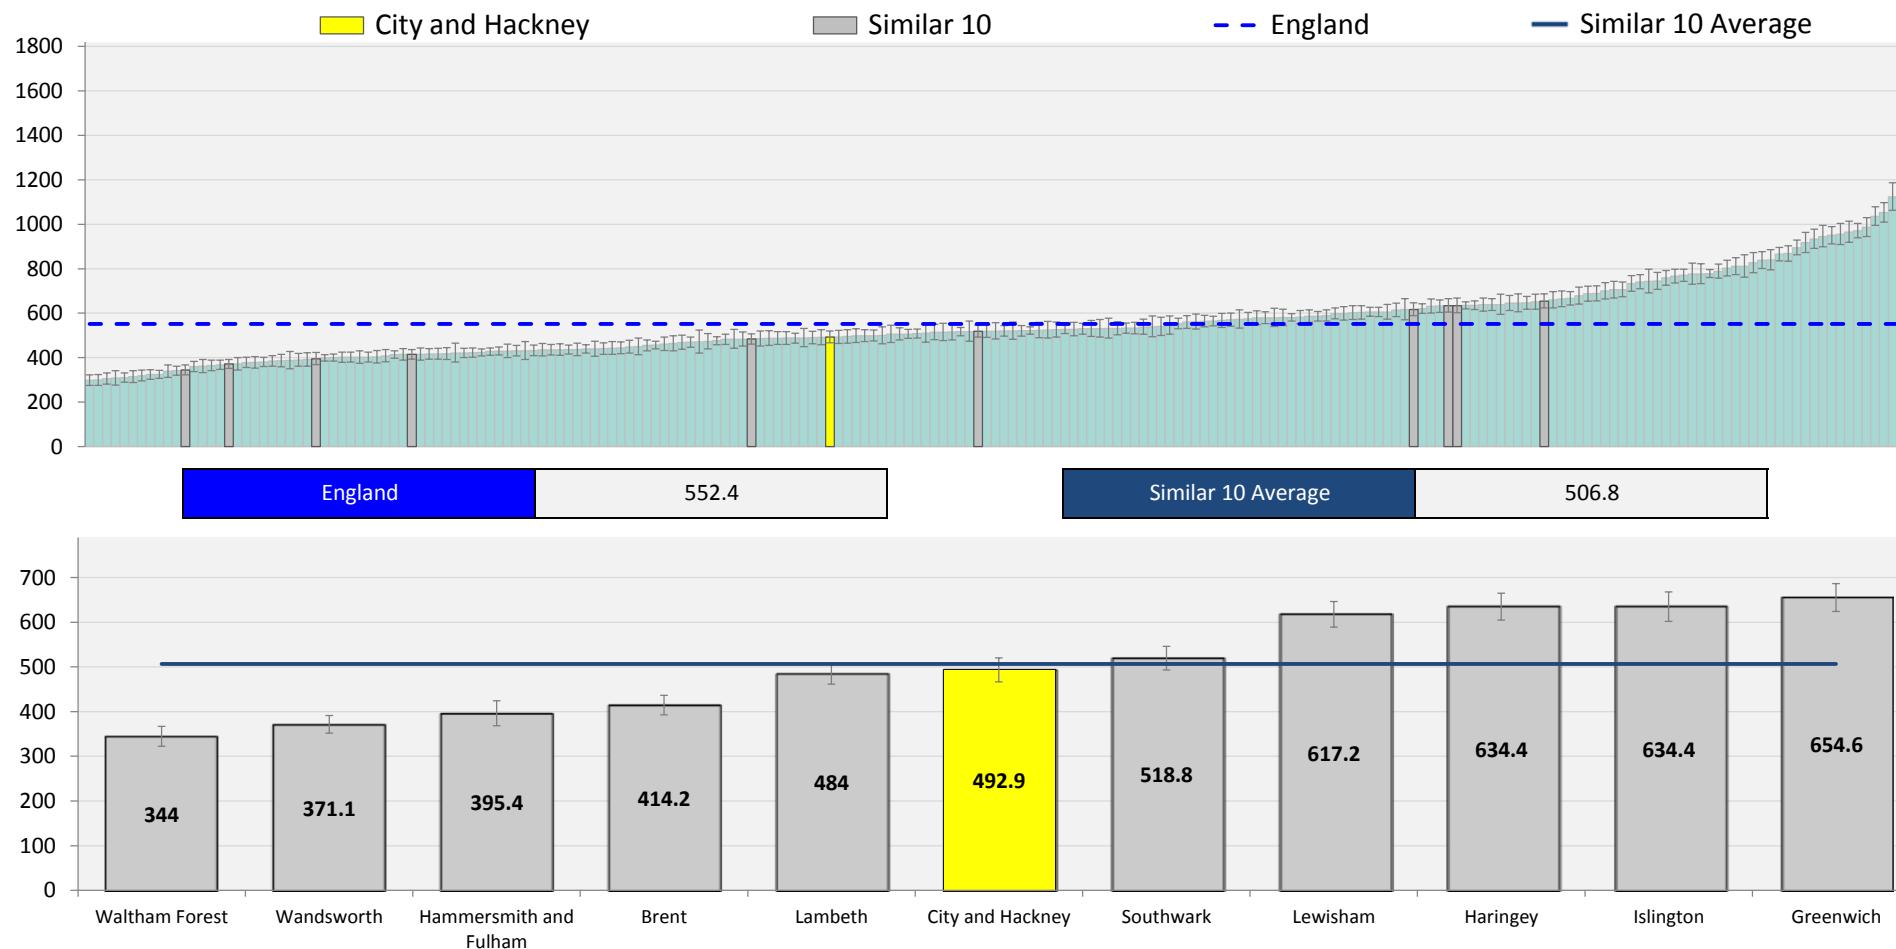 City and Hackney
Similar 10
England
Similar 10 Average
1800
1600
1400
1200
1000
800
600
400
200
0
England 552.4
Similar 10 Average 506.8
700
600
500
400
300
200
100
0
344
371.1
395.4
414.2
484
492.9
518.8
617.2
634.4
634.4
654.6
Waltham Forest
Wandsworth
Hammersmith and
Fulham
Brent
Lambeth
City and Hackney
Southwark
Lewisham
Haringey
Islington
Greenwich